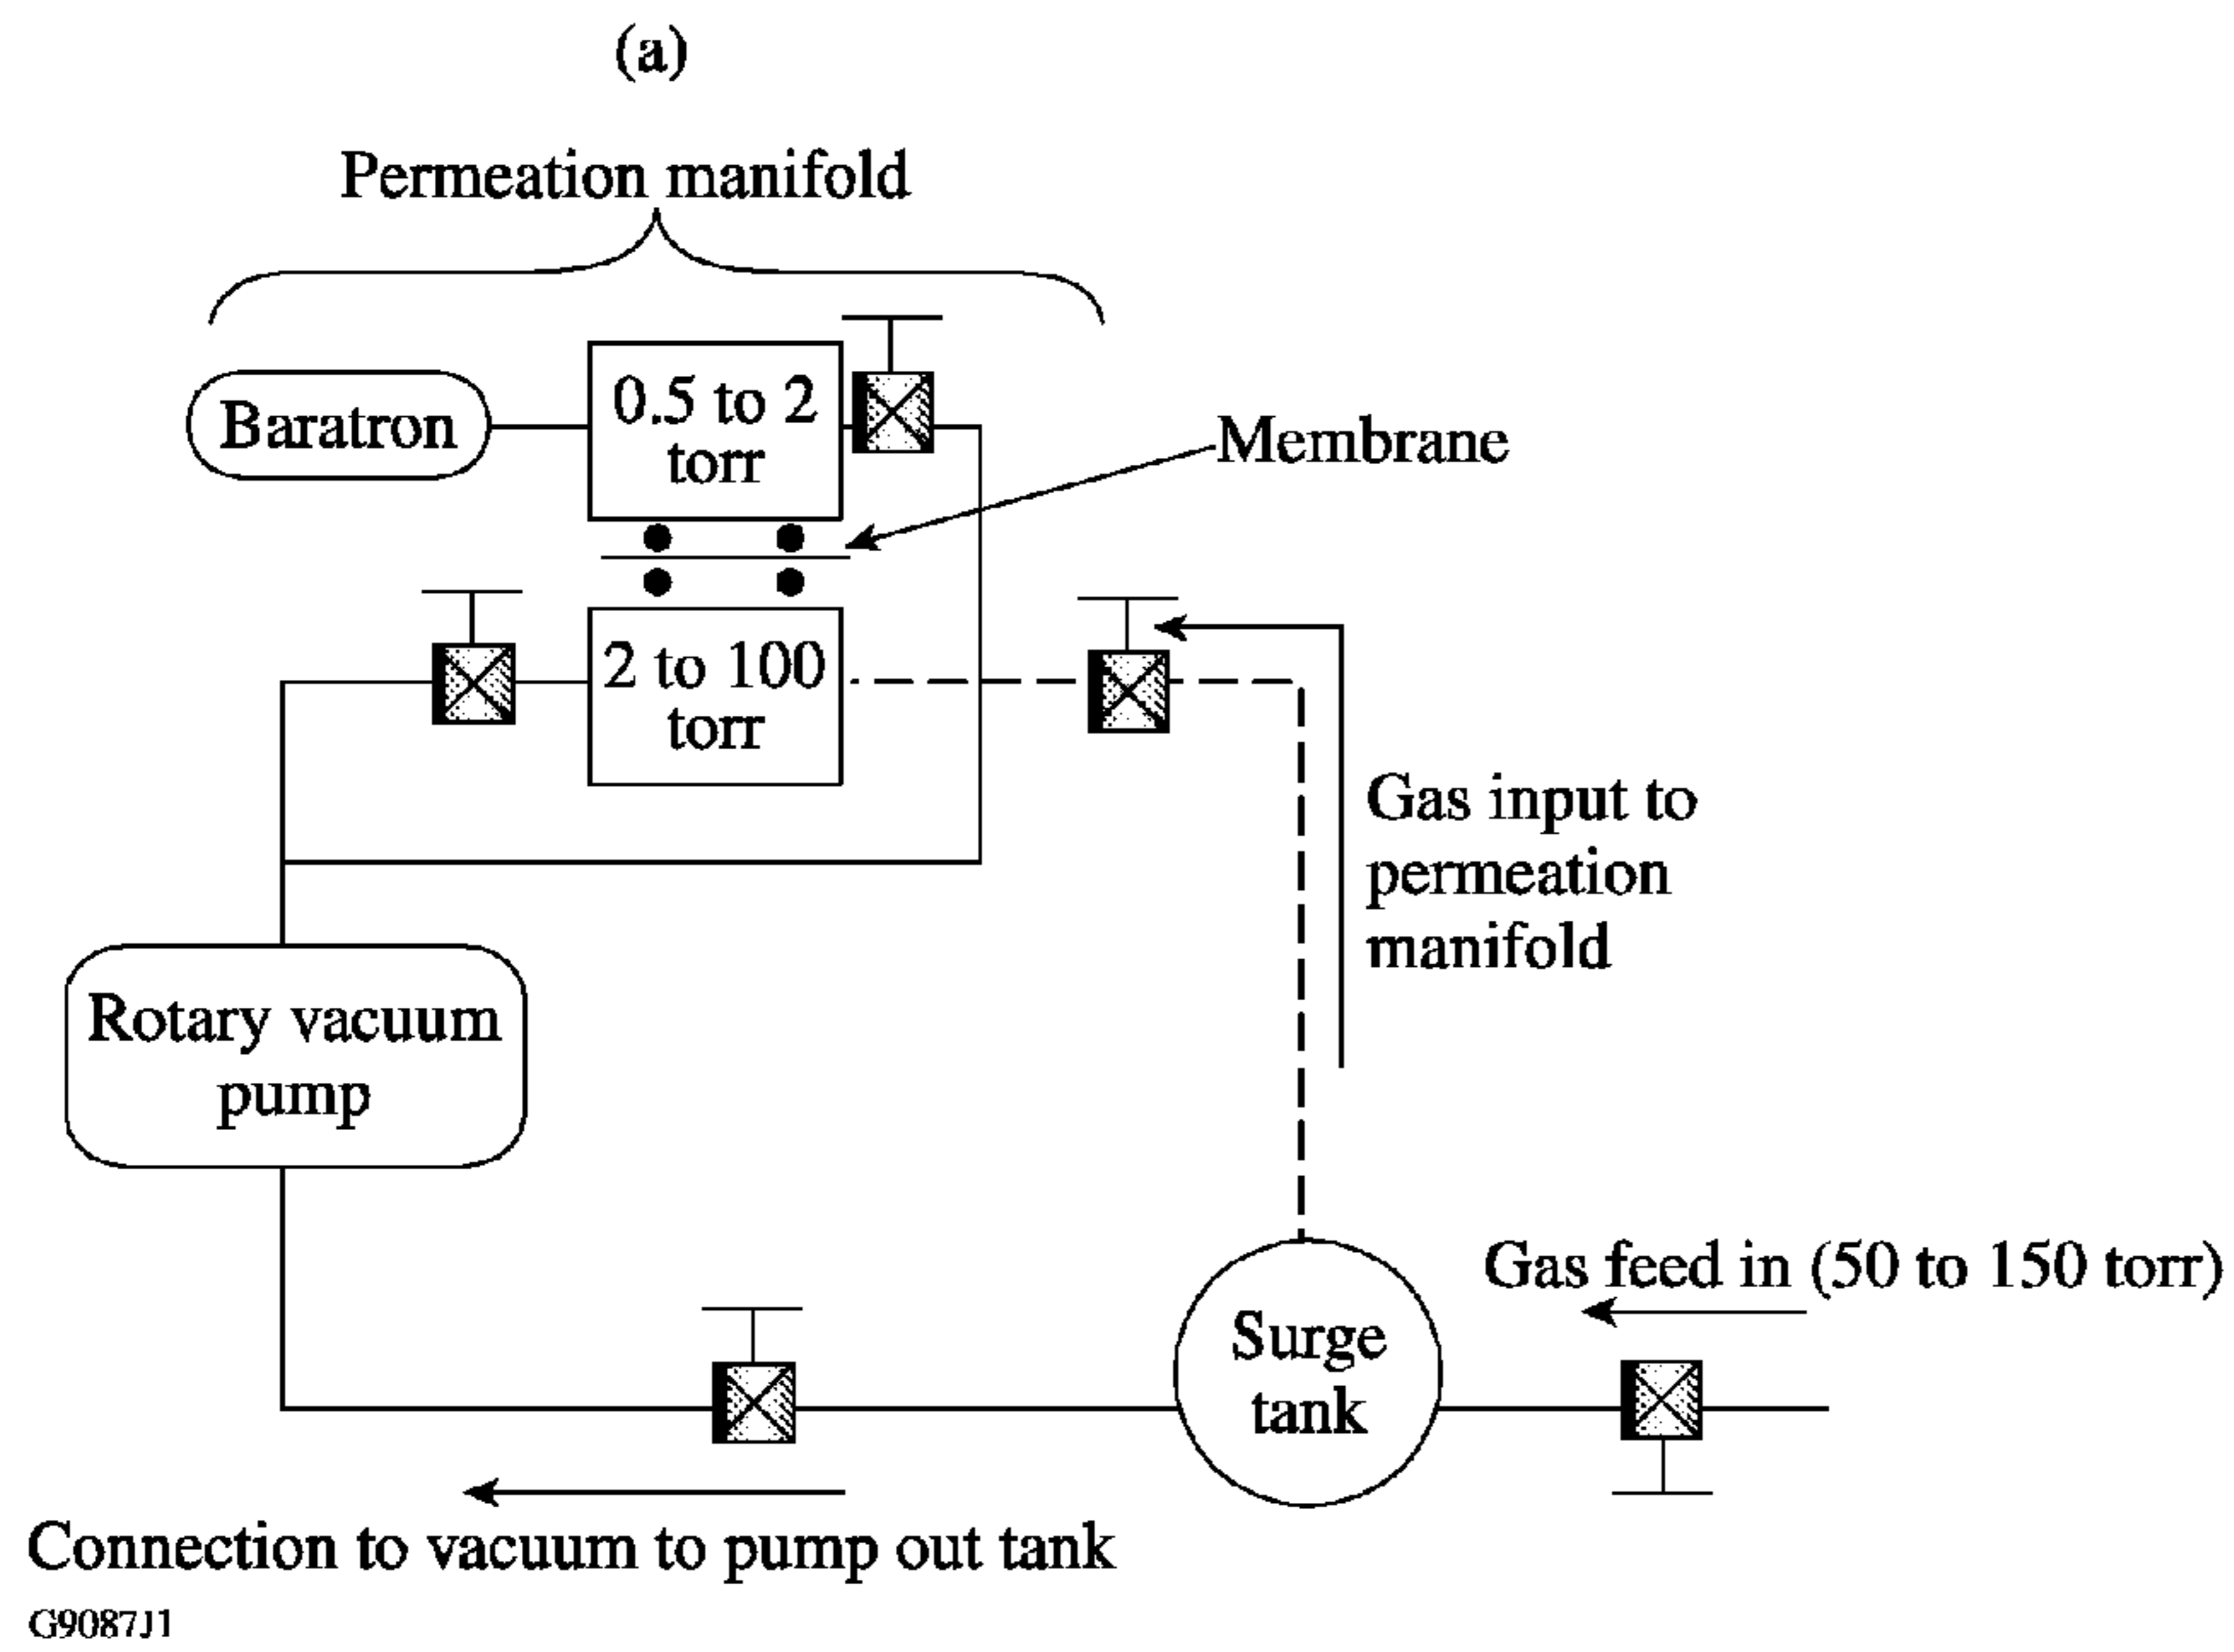 (a)
Permeation manifold
Baratron
0.5 to 2
torr
Membrane
2 to 100
torr
Gas input to
permeation
manifold
Rotary vacuum
pump
Gas feed in (50 to 150 torr)
Surge
tank
Connection to vacuum to pump out tank
G9087J1